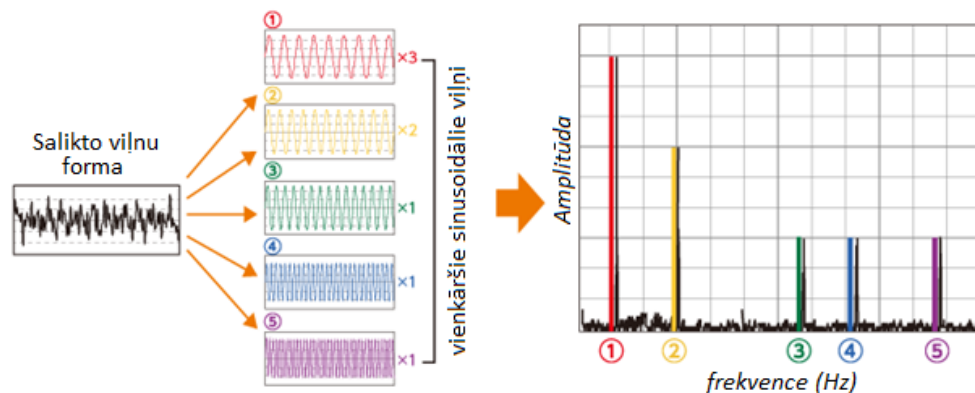 Salikto viļņu
forma
①
×3
②
×2
③
×1
④
×1
⑤
×1
vienkāršie sinusoidālie viļņi
Amplitūda
① ② ③ ④ ⑤
frekvence (Hz)